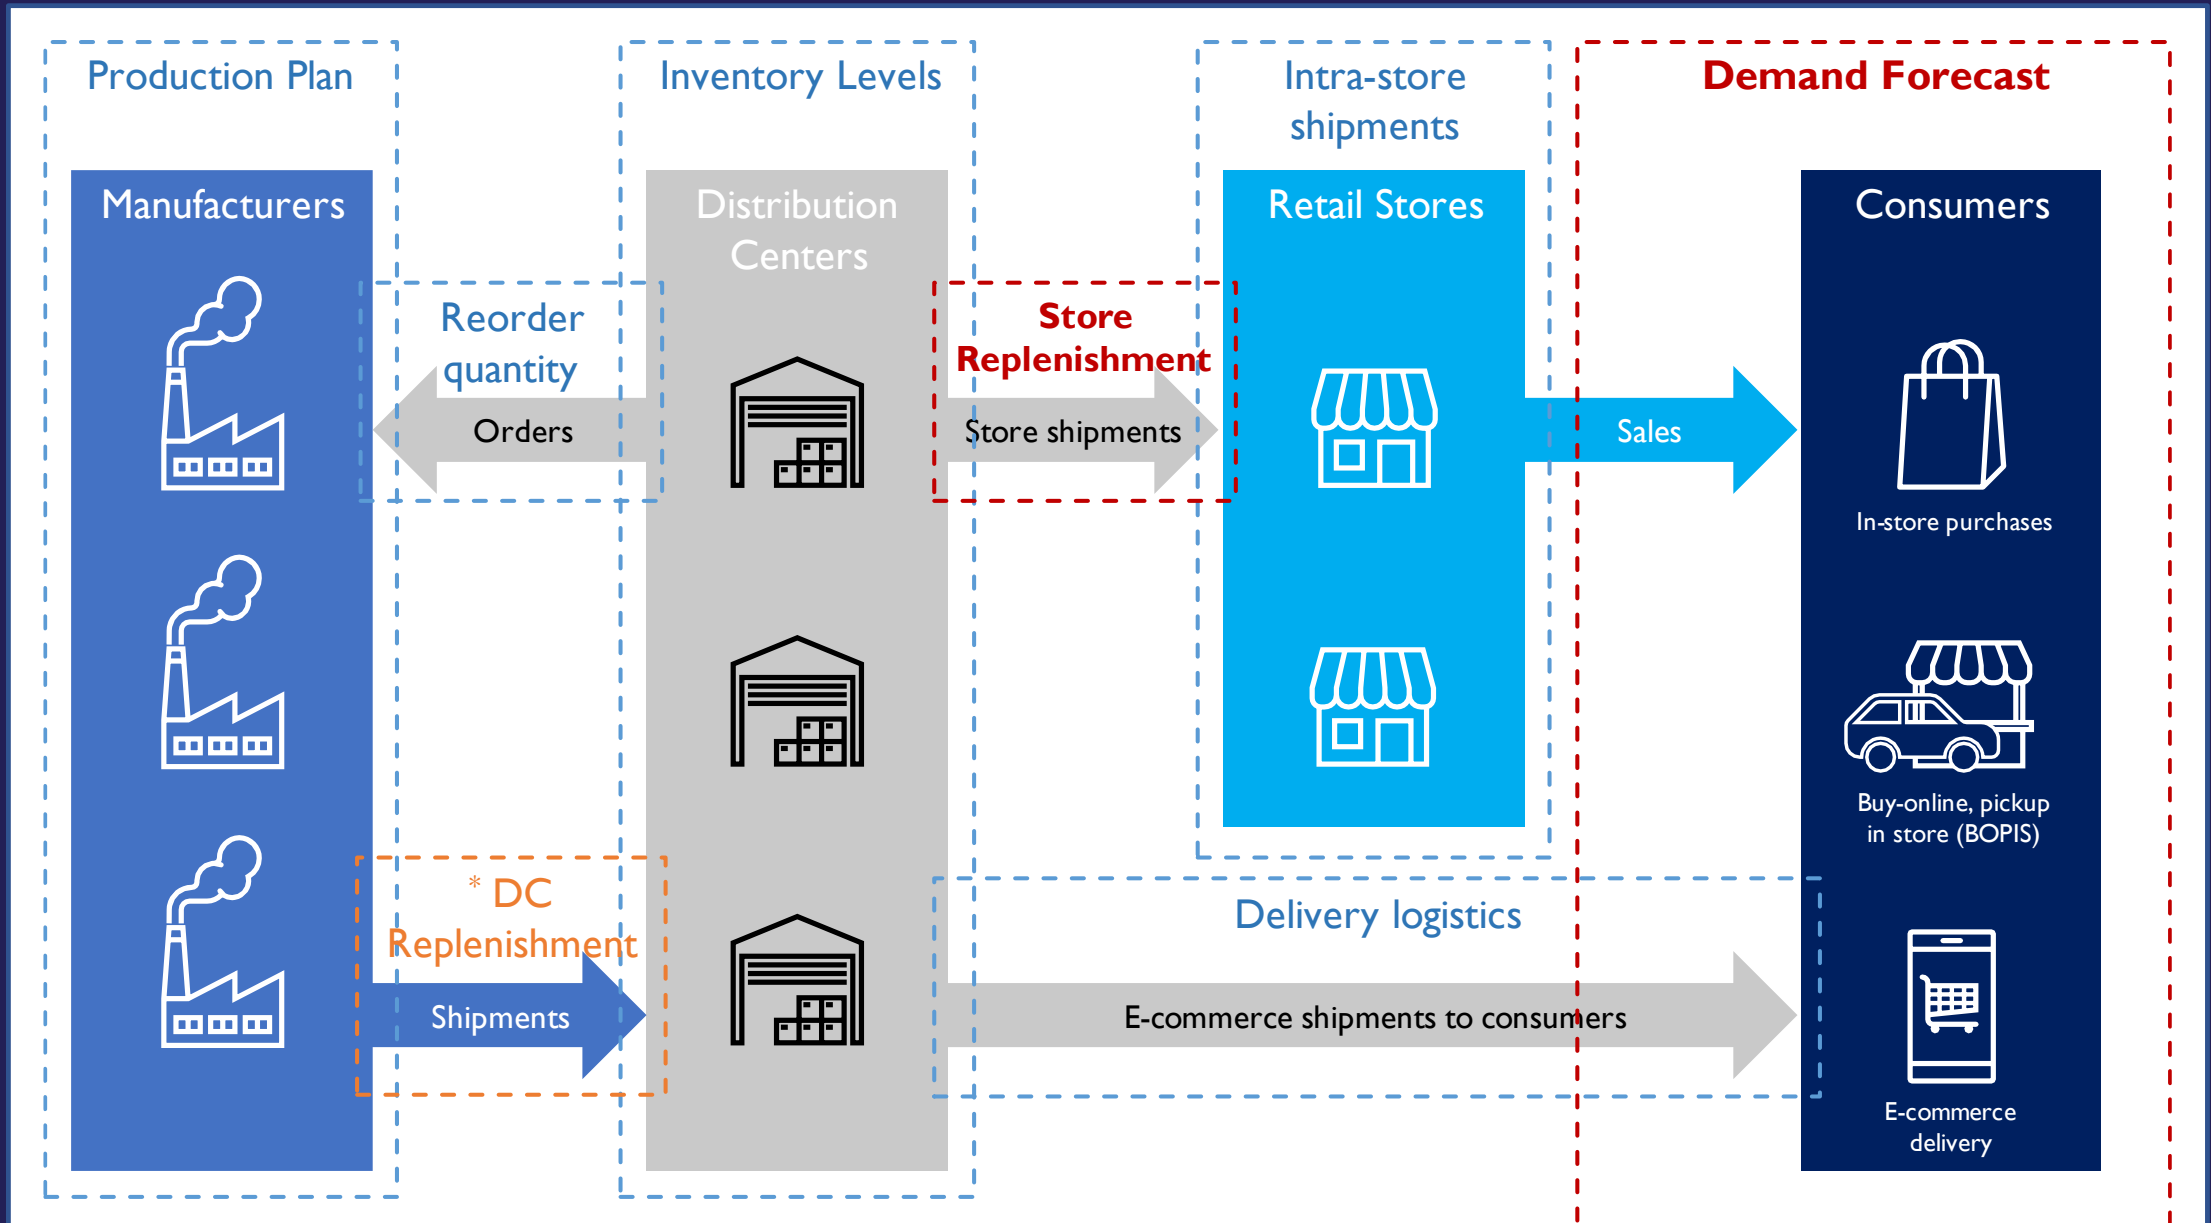 Production Plan
Inventory Levels
Intra-store
shipments
Demand Forecast
Manufacturers
Distribution
Centers
Retail Stores
Consumers
Reorder
quantity
Orders
Store
Replenishment
Store shipments
Sales
In-store purchases
Buy-online, pickup
in store (BOPIS)
* DC
Replenishment
Shipments
Delivery logistics
E-commerce shipments to consumers
E-commerce
delivery